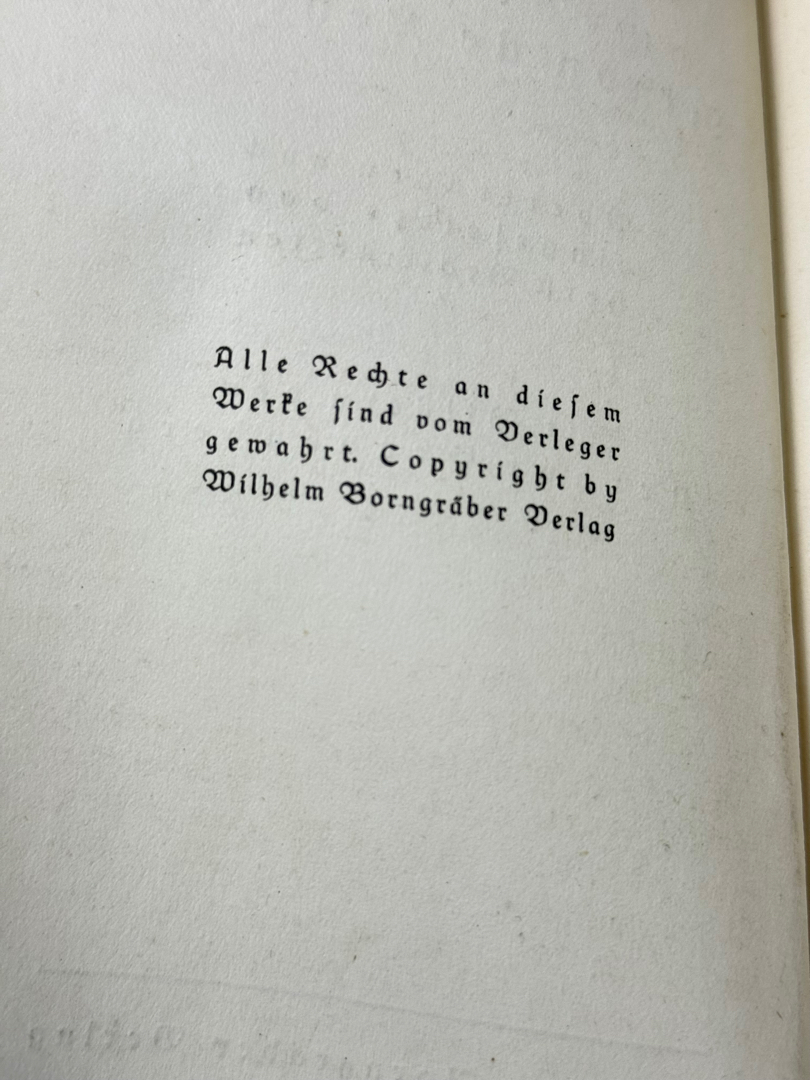 Alle Rechte an dieſem
Werke ſind vom Verleger
gewahrt. Copyright by
Wilhelm Borngräber Verlag